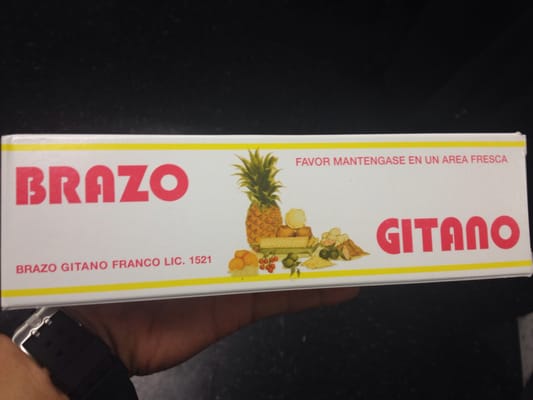 BRAZO
FAVOR MANTENGASE EN UN AREA FRESCA
GITANO
BRAZO GITANO FRANCO LIC. 1521